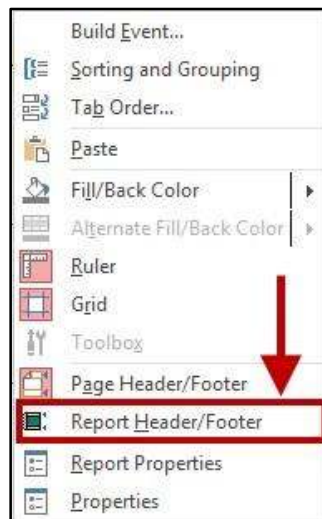 Build Event...
Sorting and Grouping
Tab Order...
Paste
Fill/Back Color
Alternate Fill/Back Color
Ruler
Grid
Toolbox
Page Header/Footer
Report Header/Footer
Report Properties
Properties